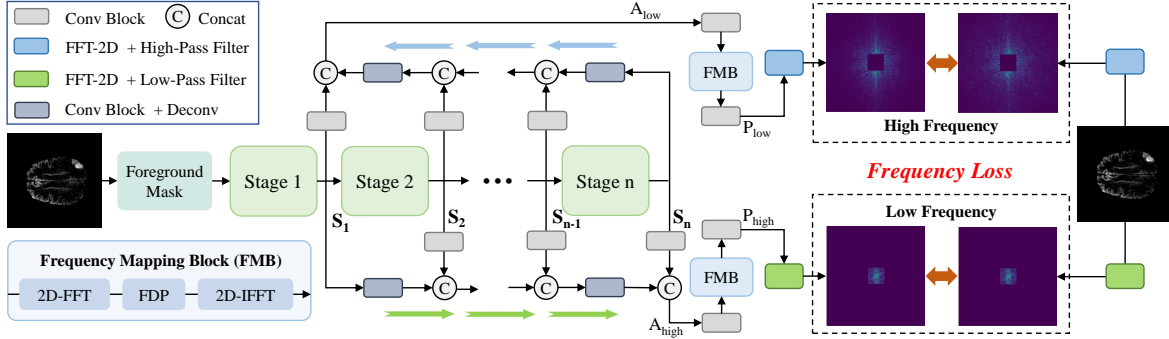 Conv Block
C Concat
FFT-2D + High-Pass Filter
FFT-2D + Low-Pass Filter
Conv Block + Deconv
A_low
C
C
C
FMB
P_low
High Frequency
Foreground
Mask
Stage 1
Stage 2
•••
Stage n
Frequency Loss
S_1
S_2
S_n-1
S_n
P_high
Low Frequency
Frequency Mapping Block (FMB)
2D-FFT
FDP
2D-IFFT
FMB
C
C
C
A_high